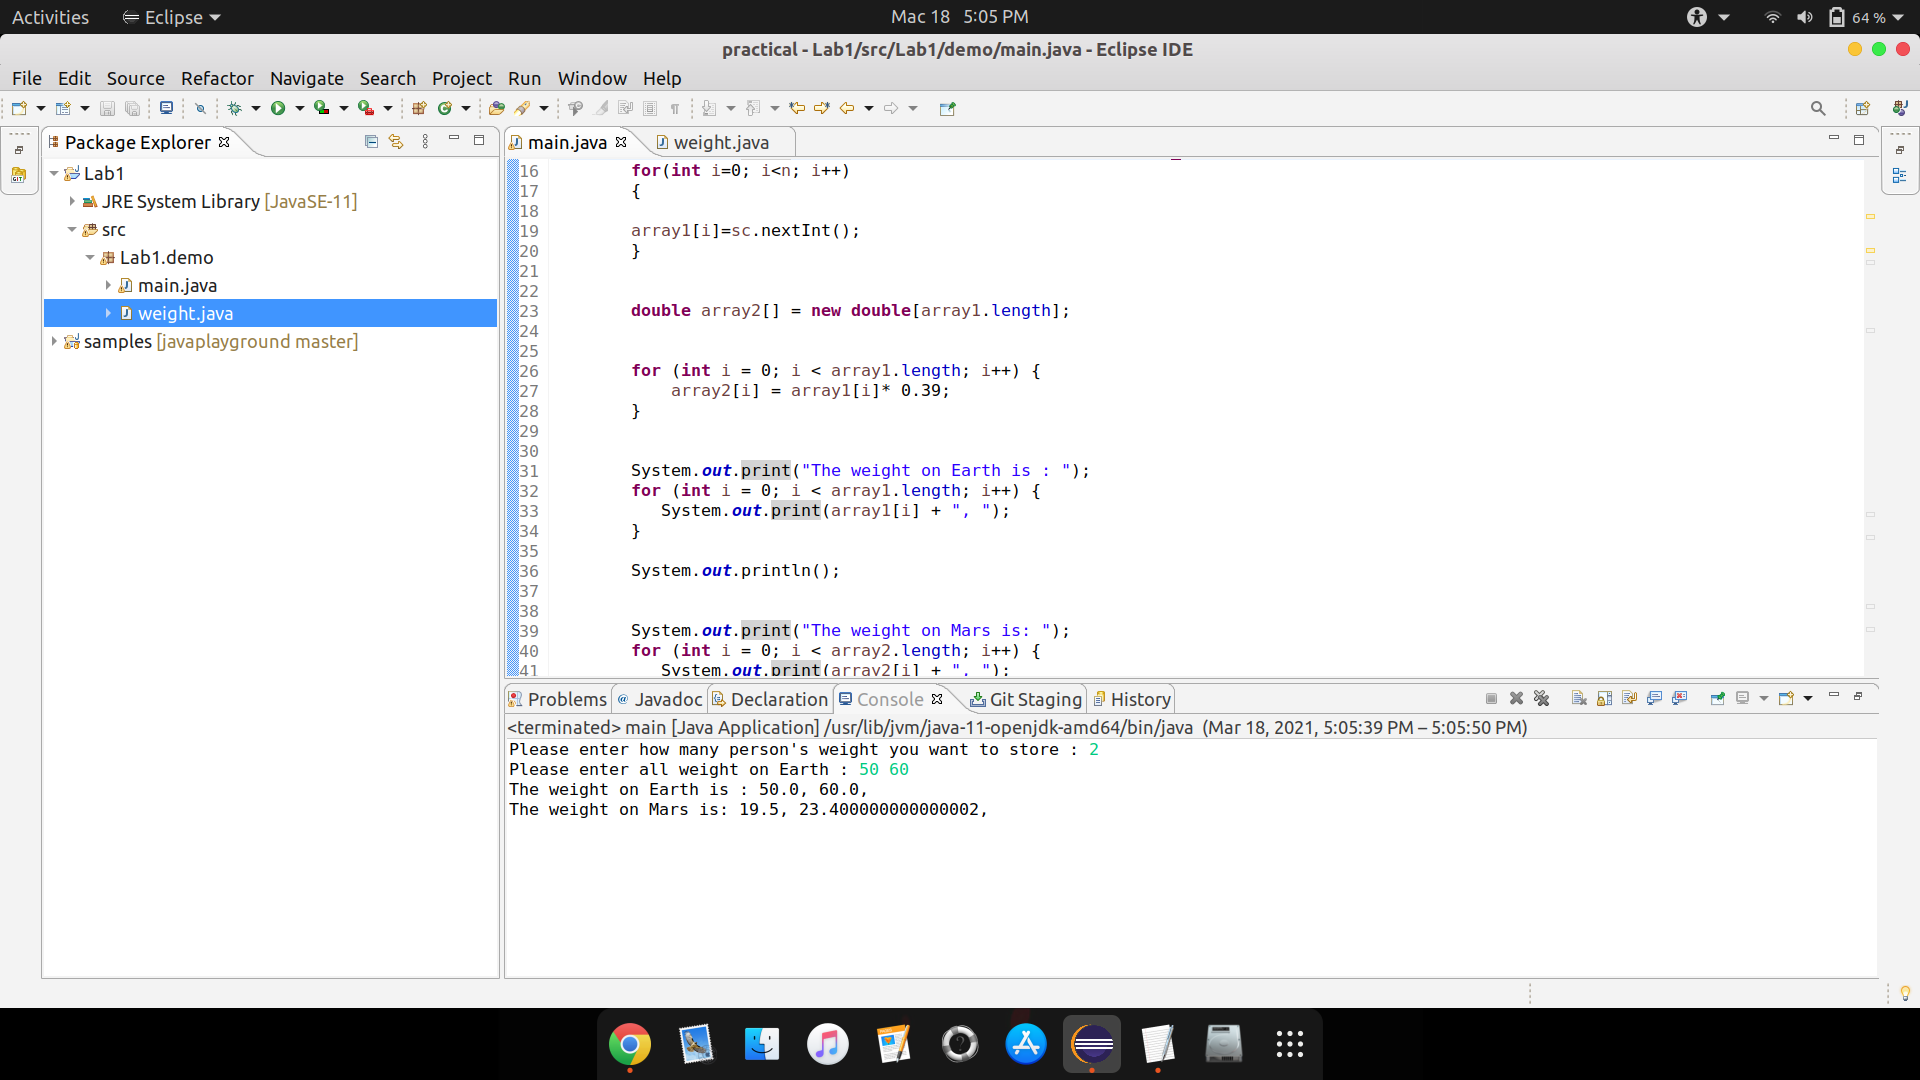 Activities Eclipse Mac 18 5:05 PM 64 %
practical - Lab1/src/Lab1/demo/main.java - Eclipse IDE
File Edit Source Refactor Navigate Search Project Run Window Help
Package Explorer
Lab1
JRE System Library [JavaSE-11]
src
Lab1.demo
main.java
weight.java
samples [javaplayground master]
main.java weight.java
16 for(int i=0; i<n; i++)
17 {
18
19 array1[i]=sc.nextInt();
20 }
21
22
23 double array2[] = new double[array1.length];
24
25
26 for (int i = 0; i < array1.length; i++) {
27 array2[i] = array1[i]* 0.39;
28 }
29
30
31 System.out.print("The weight on Earth is : ");
32 for (int i = 0; i < array1.length; i++) {
33 System.out.print(array1[i] + ", ");
34 }
35
36 System.out.println();
37
38
39 System.out.print("The weight on Mars is: ");
40 for (int i = 0; i < array2.length; i++) {
41 System.out.print(array2[i] + ", ");
Problems Javadoc Declaration Console Git Staging History
<terminated> main [Java Application] /usr/lib/jvm/java-11-openjdk-amd64/bin/java (Mar 18, 2021, 5:05:39 PM – 5:05:50 PM)
Please enter how many person's weight you want to store : 2
Please enter all weight on Earth : 50 60
The weight on Earth is : 50.0, 60.0,
The weight on Mars is: 19.5, 23.400000000000002,